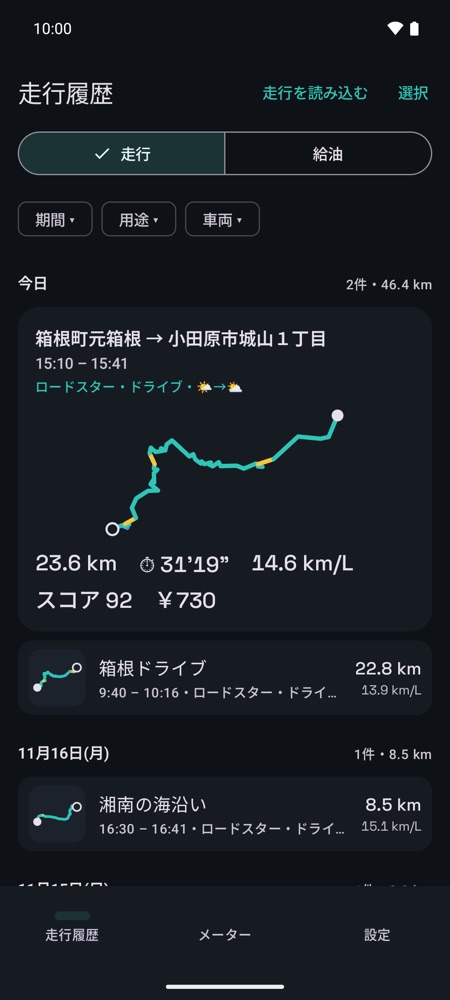 10:00
走行履歴 走行を読み込む 選択
走行 給油
期間 ▾ 用途 ▾ 車両 ▾
今日 2件・46.4 km
箱根町元箱根 → 小田原市城山１丁目
15:10 – 15:41
ロードスター・ドライブ・🌤️→⛅
23.6 km ⏱ 31’19” 14.6 km/L
スコア 92 ￥730
箱根ドライブ 22.8 km
9:40 – 10:16・ロードスター・ドライ… 13.9 km/L
11月16日(月) 1件・8.5 km
湘南の海沿い 8.5 km
16:30 – 16:41・ロードスター・ドライ… 15.1 km/L
走行履歴 メーター 設定